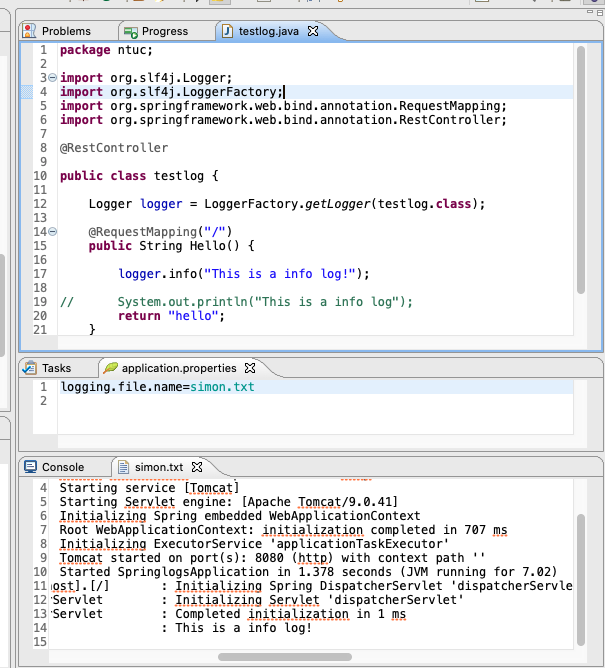 Problems Progress testlog.java
1 package ntuc;
2
3 import org.slf4j.Logger;
4 import org.slf4j.LoggerFactory;
5 import org.springframework.web.bind.annotation.RequestMapping;
6 import org.springframework.web.bind.annotation.RestController;
7
8 @RestController
9
10 public class testlog {
11
12 Logger logger = LoggerFactory.getLogger(testlog.class);
13
14 @RequestMapping("/")
15 public String Hello() {
16
17 logger.info("This is a info log!");
18
19 // System.out.println("This is a info log");
20 return "hello";
21 }
Tasks application.properties
1 logging.file.name=simon.txt
2
Console simon.txt
4 Starting service [Tomcat]
5 Starting Servlet engine: [Apache Tomcat/9.0.41]
6 Initializing Spring embedded WebApplicationContext
7 Root WebApplicationContext: initialization completed in 707 ms
8 Initializing ExecutorService 'applicationTaskExecutor'
9 Tomcat started on port(s): 8080 (http) with context path ''
10 Started SpringlogsApplication in 1.378 seconds (JVM running for 7.02)
11 ost].[/] : Initializing Spring DispatcherServlet 'dispatcherServle
12 Servlet : Initializing Servlet 'dispatcherServlet'
13 Servlet : Completed initialization in 1 ms
14 : This is a info log!
15